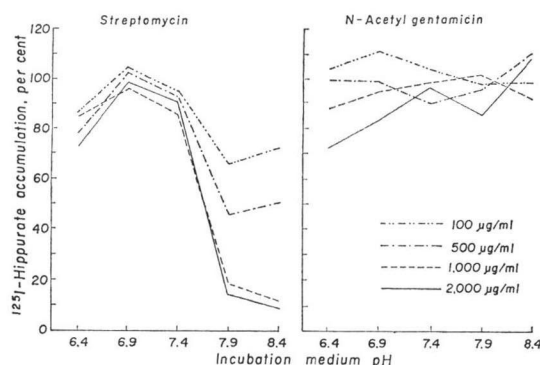 Streptomycin
N-Acetyl gentamicin
¹²⁵I-Hippurate accumulation, per cent
120
100
80
60
40
20
0
100 µg/ml
500 µg/ml
1,000 µg/ml
2,000 µg/ml
6.4 6.9 7.4 7.9 8.4
6.4 6.9 7.4 7.9 8.4
Incubation medium pH